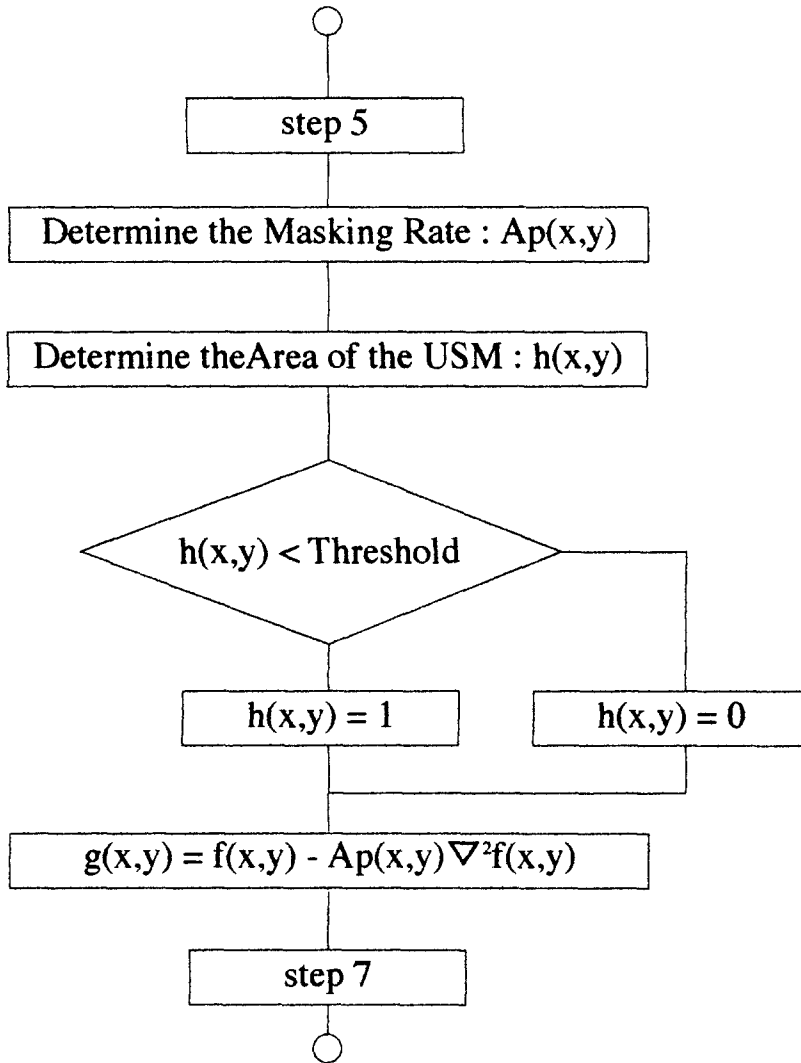 step 5
Determine the Masking Rate : Ap(x,y)
Determine theArea of the USM : h(x,y)
h(x,y) < Threshold
h(x,y) = 1
h(x,y) = 0
g(x,y) = f(x,y) - Ap(x,y)∇²f(x,y)
step 7